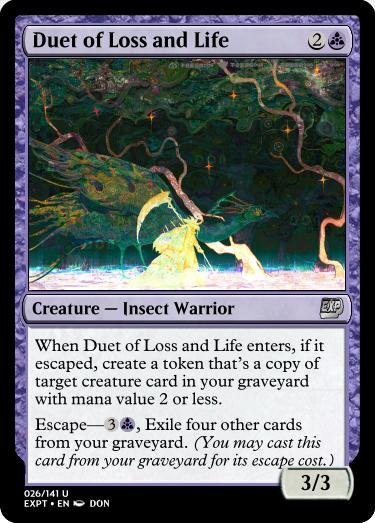 Duet of Loss and Life 2
Creature — Insect Warrior EXP
When Duet of Loss and Life enters, if it
escaped, create a token that's a copy of
target creature card in your graveyard
with mana value 2 or less.
Escape—3, Exile four other cards
from your graveyard. (You may cast this
card from your graveyard for its escape cost.)
3/3
026/141 U
EXPT • EN DON